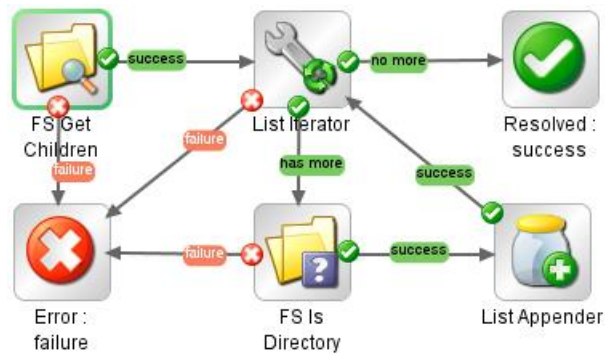 success
no more
FS Get
Children
List Iterator
Resolved :
success
failure
failure
has more
success
failure
success
Error :
failure
FS Is
Directory
List Appender
?